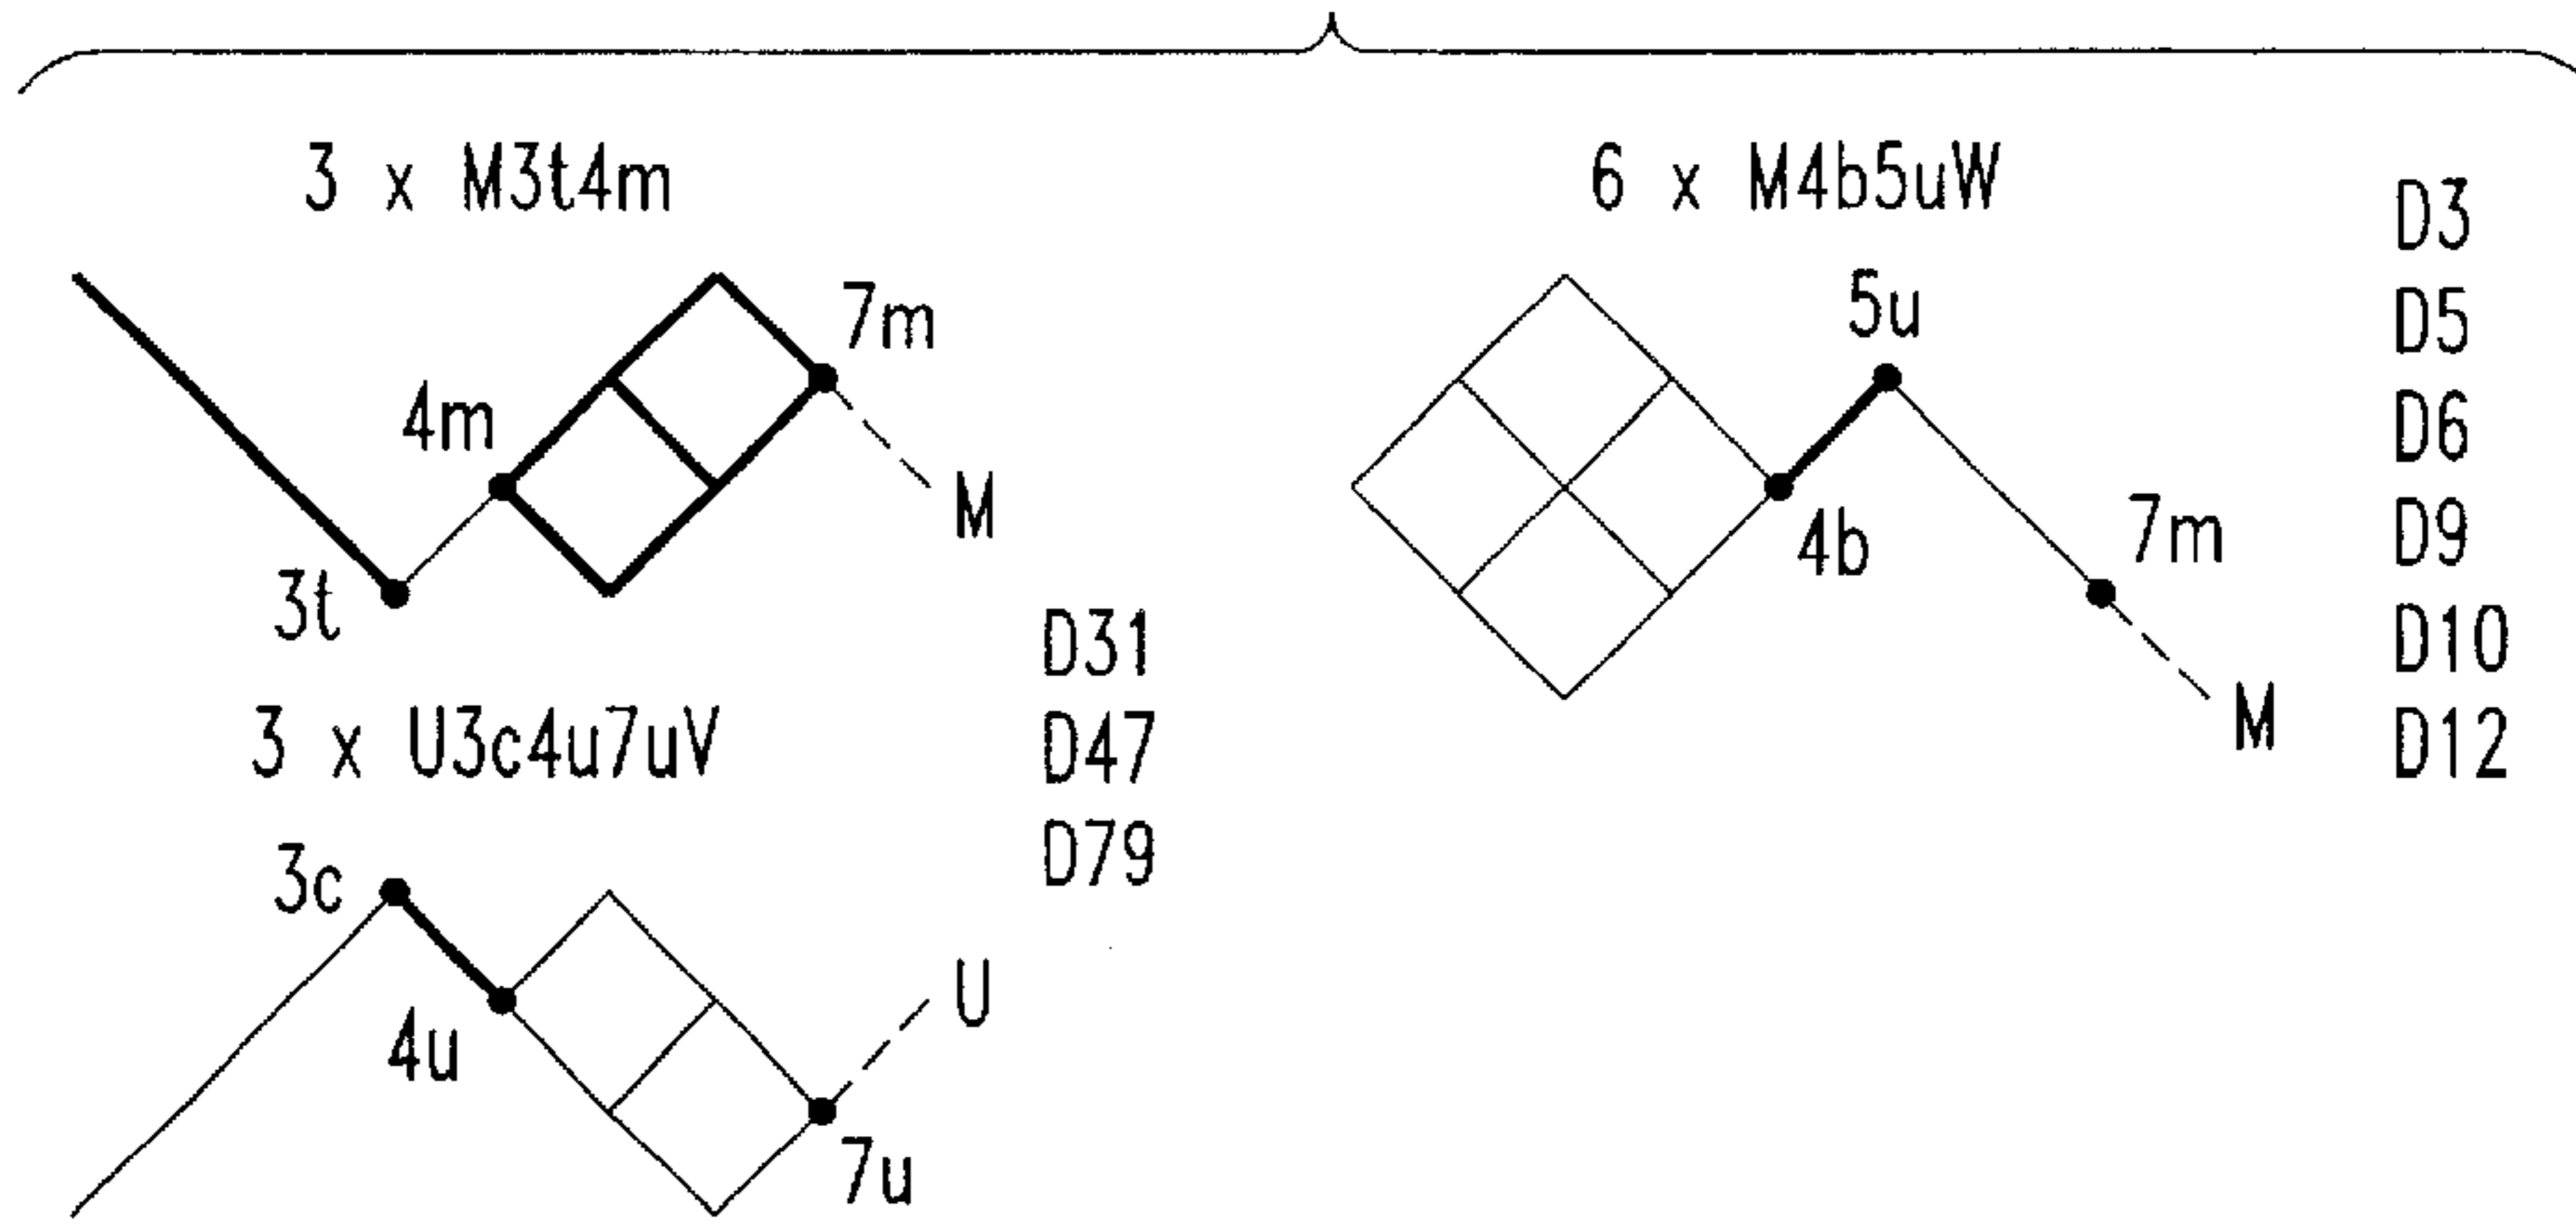 3 x M3t4m
7m
4m
M
3t
3 x U3c4u7uV
3c
U
4u
7u
D31
D47
D79
6 x M4b5uW
5u
4b
7m
M
D3
D5
D6
D9
D10
D12